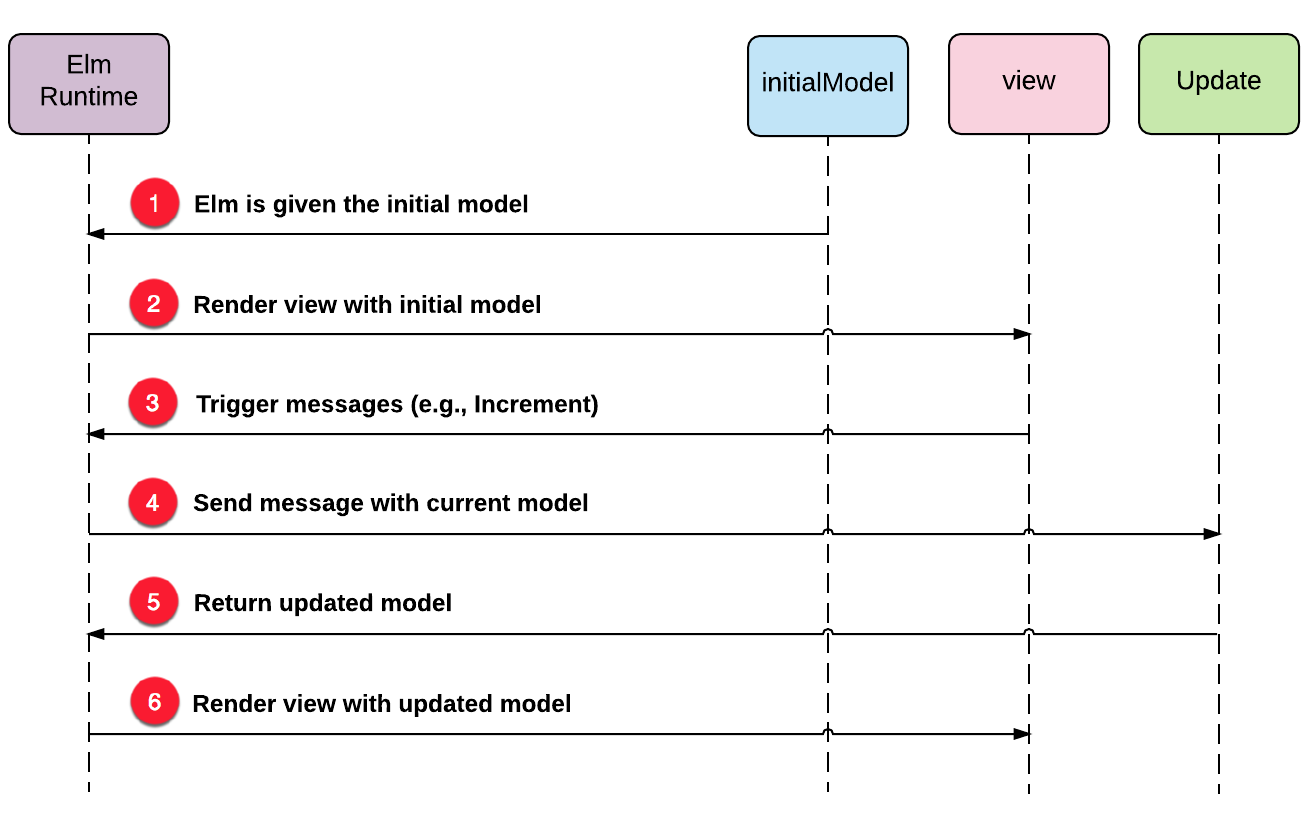 Elm
Runtime
initialModel
view
Update
1 Elm is given the initial model
2 Render view with initial model
3 Trigger messages (e.g., Increment)
4 Send message with current model
5 Return updated model
6 Render view with updated model